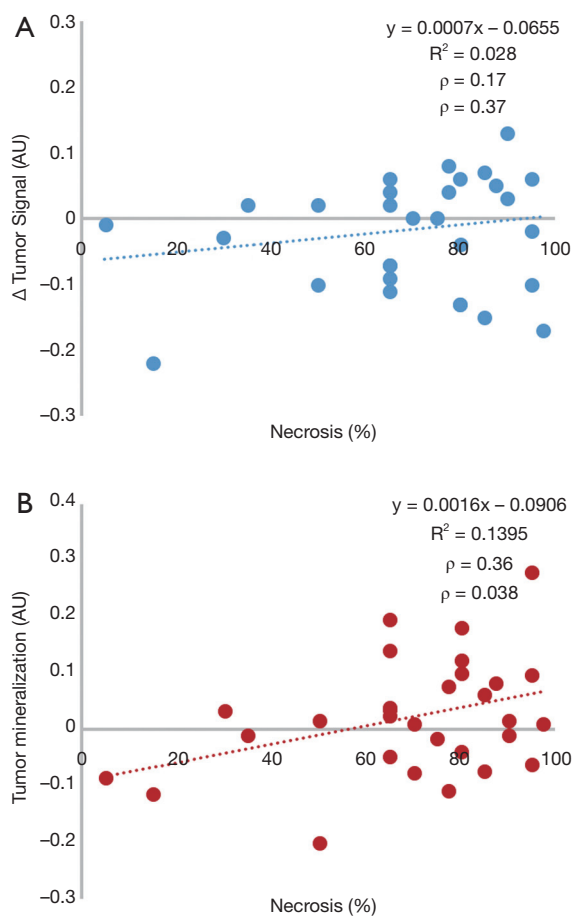 A
y = 0.0007x – 0.0655
R² = 0.028
ρ = 0.17
ρ = 0.37
0.3
0.2
0.1
0
–0.1
–0.2
–0.3
0 20 40 60 80 100
Δ Tumor Signal (AU)
Necrosis (%)
B
y = 0.0016x – 0.0906
R² = 0.1395
ρ = 0.36
ρ = 0.038
0.4
0.3
0.2
0.1
0
–0.1
–0.2
–0.3
0 20 40 60 80 100
Tumor mineralization (AU)
Necrosis (%)